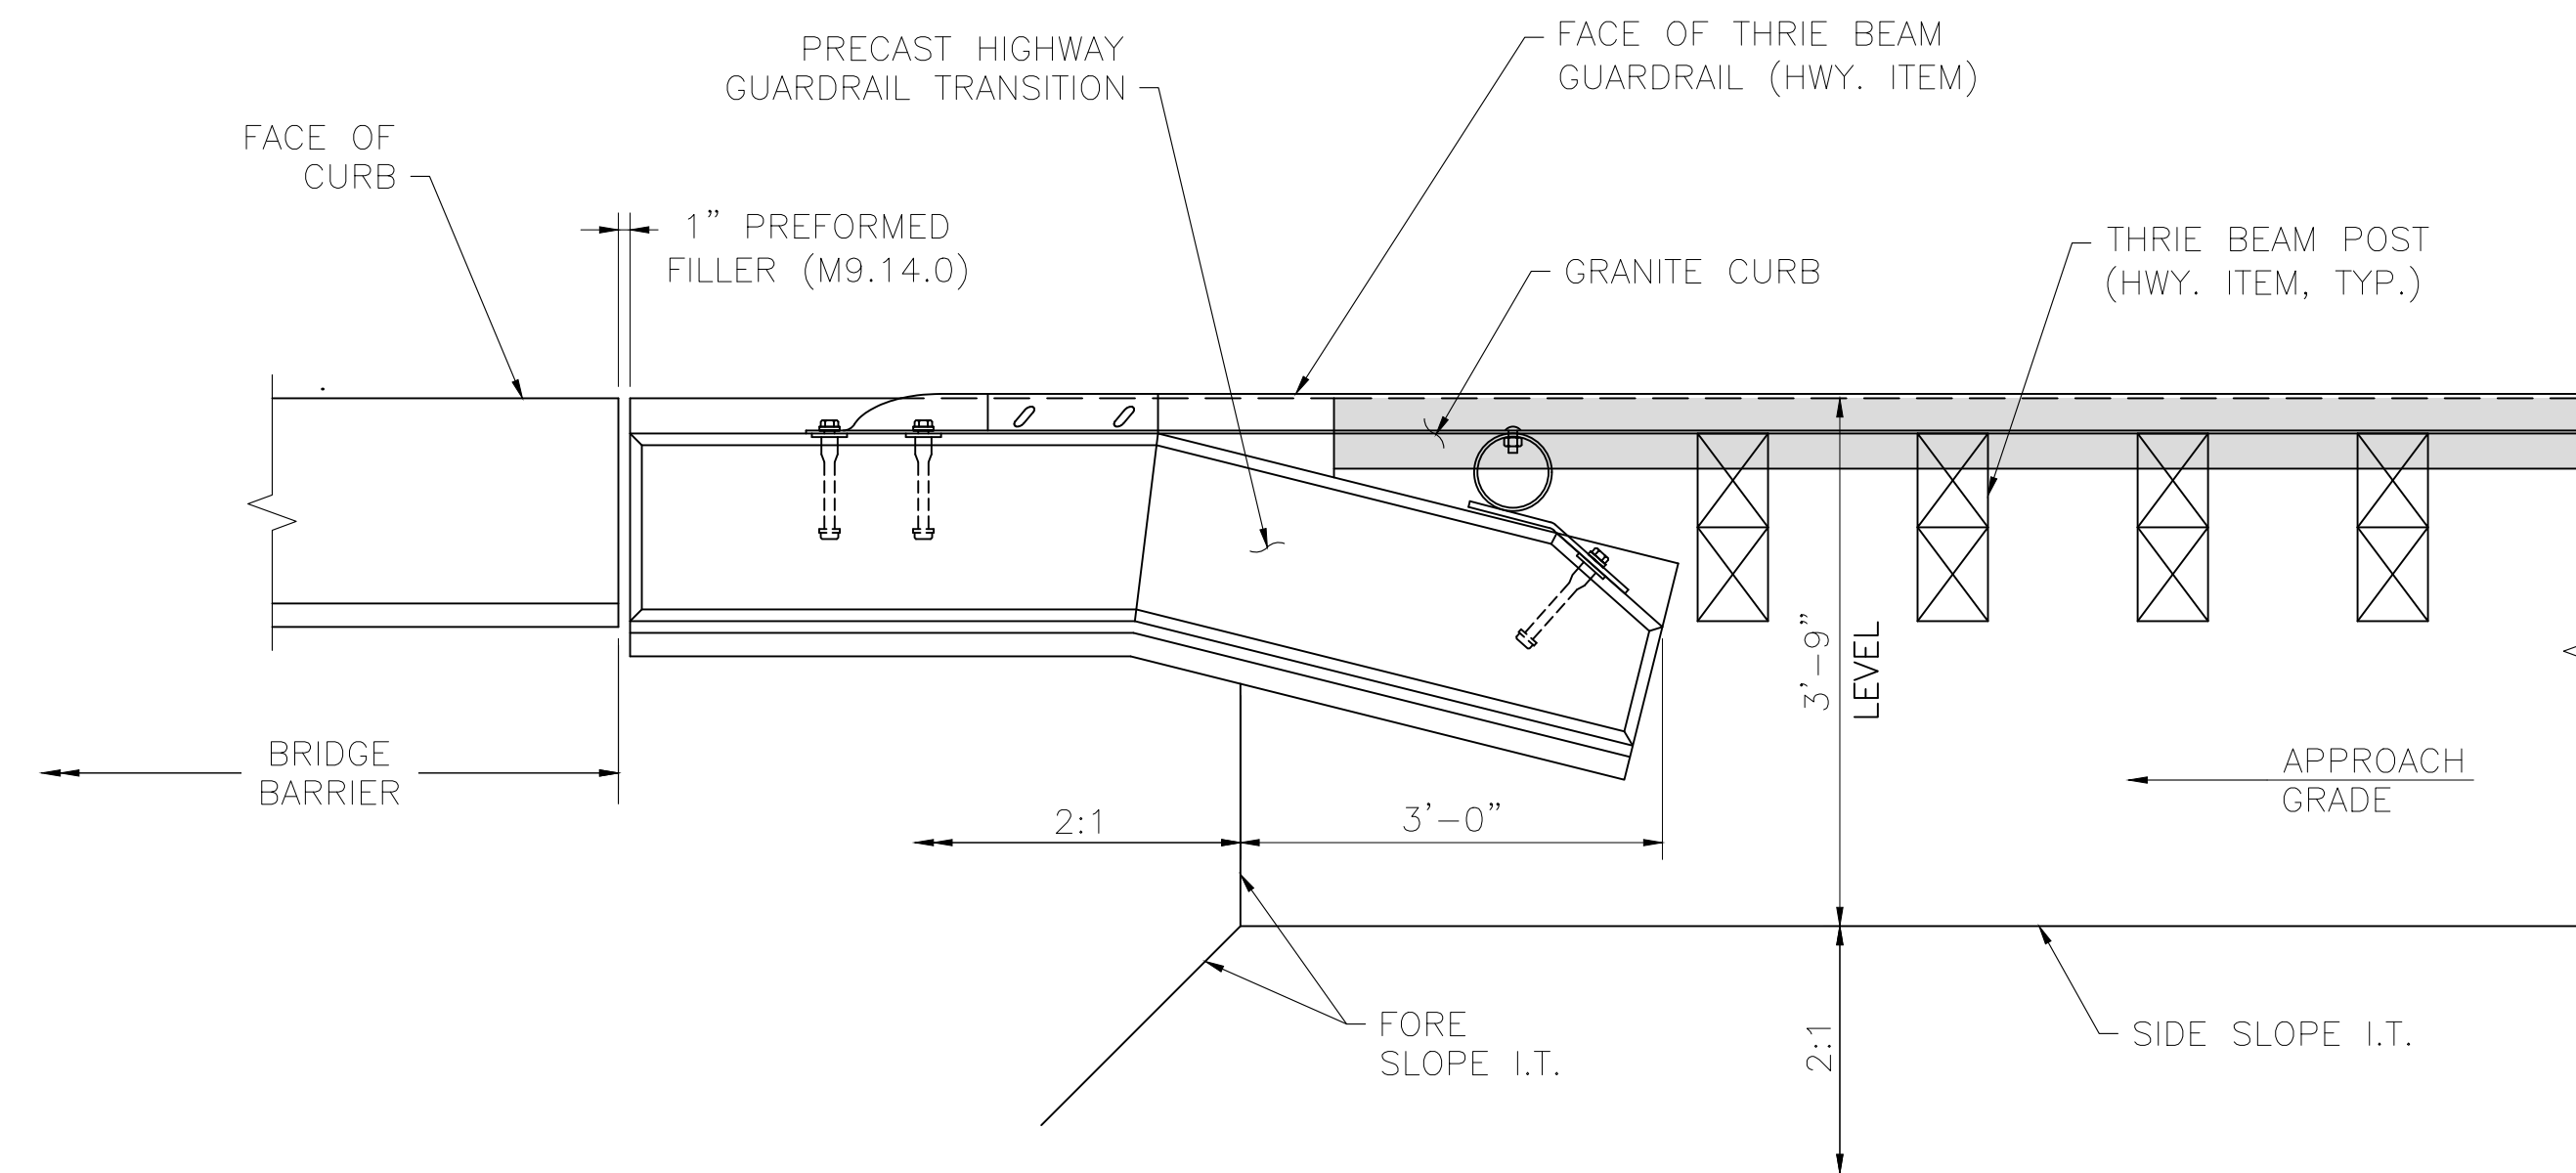 PRECAST HIGHWAY
GUARDRAIL TRANSITION
FACE OF THRIE BEAM
GUARDRAIL (HWY. ITEM)
FACE OF
CURB
1” PREFORMED
FILLER (M9.14.0)
GRANITE CURB
THRIE BEAM POST
(HWY. ITEM, TYP.)
3’–9”
LEVEL
BRIDGE
BARRIER
APPROACH
GRADE
2:1
3’–0”
FORE
SLOPE I.T.
2:1
SIDE SLOPE I.T.